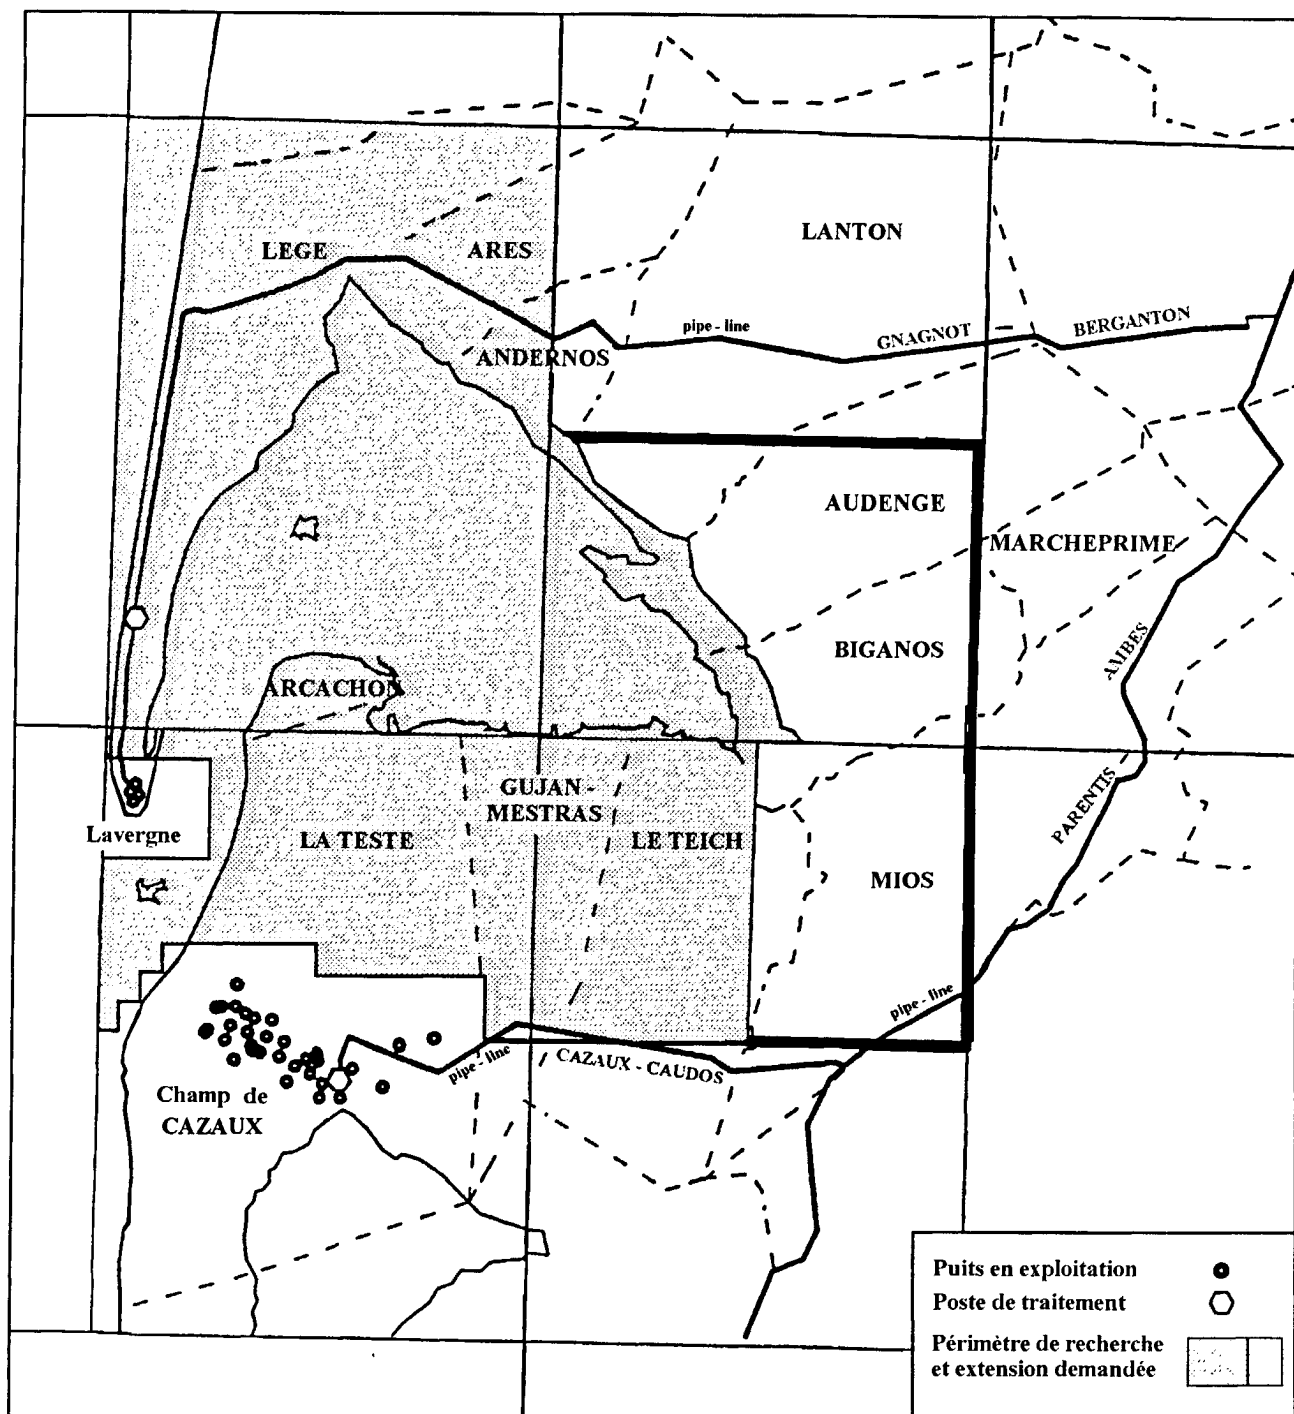 LANTON
LEGE
ARES
pipe - line
GNAGNOT
BERGANTON
ANDERNOS
AUDENGE
MARCHEPRIME
BIGANOS
AMBES
ARCACHON
PARENTIS
GUJAN -
MESTRAS
Lavergne
LA TESTE
LE TEICH
MIOS
pipe - line
pipe - line
CAZAUX - CAUDOS
Champ de
CAZAUX
Puits en exploitation
Poste de traitement
Périmètre de recherche
et extension demandée